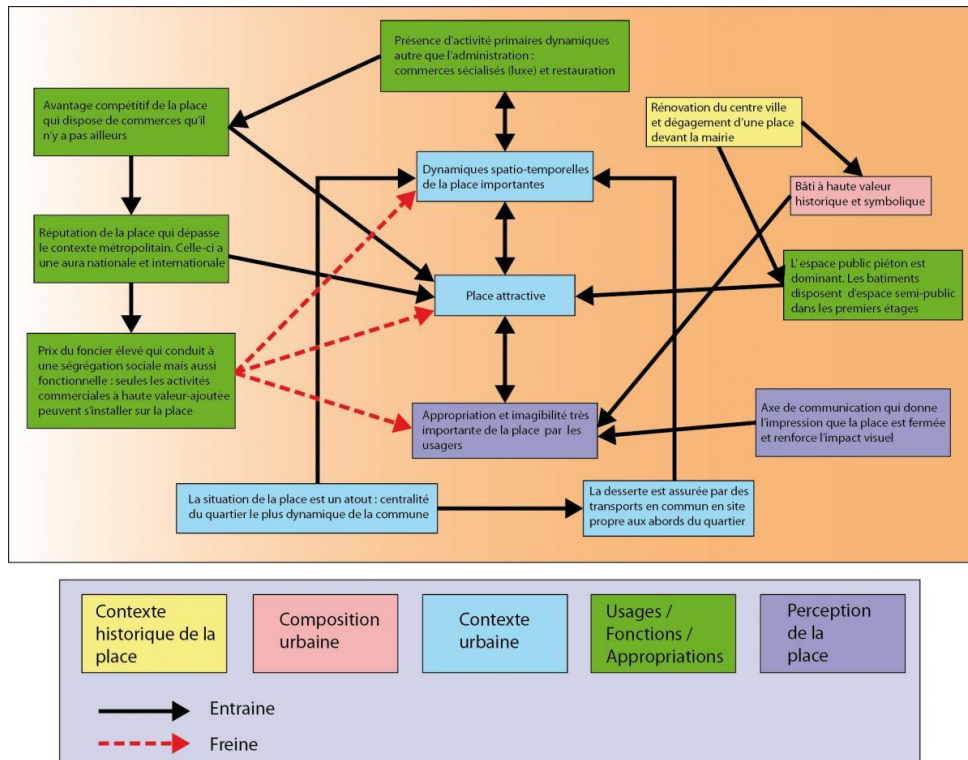 Présence d'activité primaires dynamiques
autre que l'administration :
commerces sécialisés (luxe) et restauration
Avantage compétitif de la place
qui dispose de commerces qu'il
n'y a pas ailleurs
Rénovation du centre ville
et dégagement d'une place
devant la mairie
Dynamiques spatio-temporelles
de la place importantes
Bâti à haute valeur
historique et symbolique
Réputation de la place qui dépasse
le contexte métropolitain. Celle-ci a
une aura nationale et internationale
L' espace public piéton est
dominant. Les batiments
disposent d'espace semi-public
dans les premiers étages
Place attractive
Prix du foncier élevé qui conduit à
une ségrégation sociale mais aussi
fonctionnelle : seules les activités
commerciales à haute valeur-ajoutée
peuvent s'installer sur la place
Appropriation et imagibilité très
importante de la place par les
usagers
Axe de communication qui donne
l'impression que la place est fermée
et renforce l'impact visuel
La situation de la place est un atout : centralité
du quartier le plus dynamique de la commune
La desserte est assurée par des
transports en commun en site
propre aux abords du quartier
Contexte
historique de la
place
Composition
urbaine
Contexte
urbaine
Usages /
Fonctions /
Appropriations
Perception
de la
place
Entraine
Freine